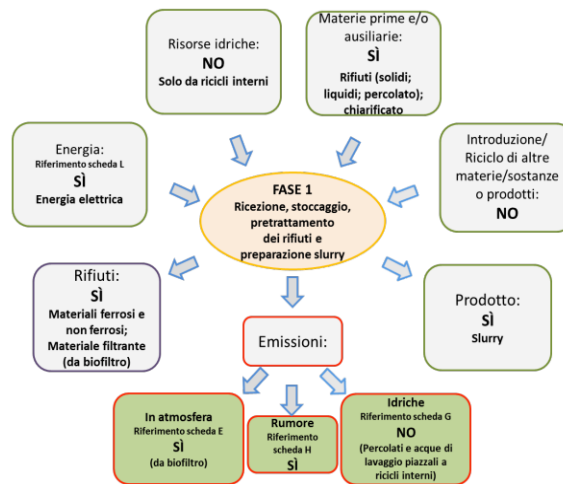 Risorse idriche:
NO
Solo da ricicli interni
Materie prime e/o
ausiliarie:
SÌ
Rifiuti (solidi;
liquidi; percolato);
chiarificato
Energia:
Riferimento scheda L
SÌ
Energia elettrica
FASE 1
Ricezione, stoccaggio,
pretrattamento
dei rifiuti e
preparazione slurry
Introduzione/
Riciclo di altre
materie/sostanze
o prodotti:
NO
Rifiuti:
SÌ
Materiali ferrosi e
non ferrosi;
Materiale filtrante
(da biofiltro)
Emissioni:
Prodotto:
SÌ
Slurry
In atmosfera
Riferimento scheda E
SÌ
(da biofiltro)
Rumore
Riferimento
scheda H
SÌ
Idriche
Riferimento scheda G
NO
(Percolati e acque di
lavaggio piazzali a
ricicli interni)